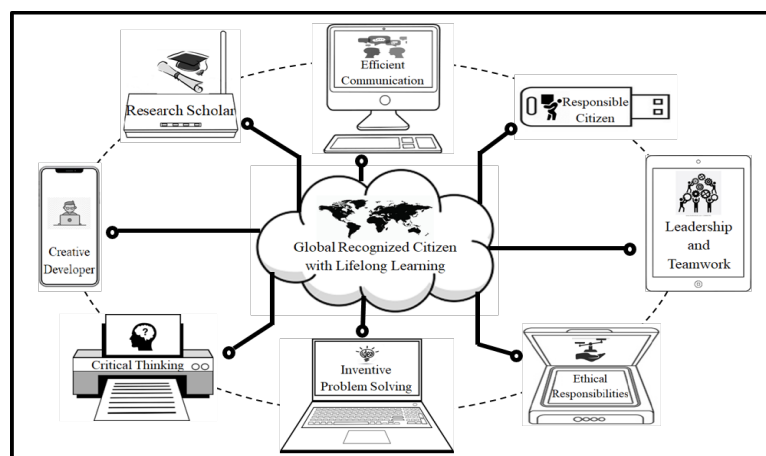 Efficient
Communication
Research Scholar
Responsible
Citizen
Leadership
and
Teamwork
Global Recognized Citizen
with Lifelong Learning
Creative
Developer
?
Critical Thinking
Inventive
Problem Solving
Ethical
Responsibilities